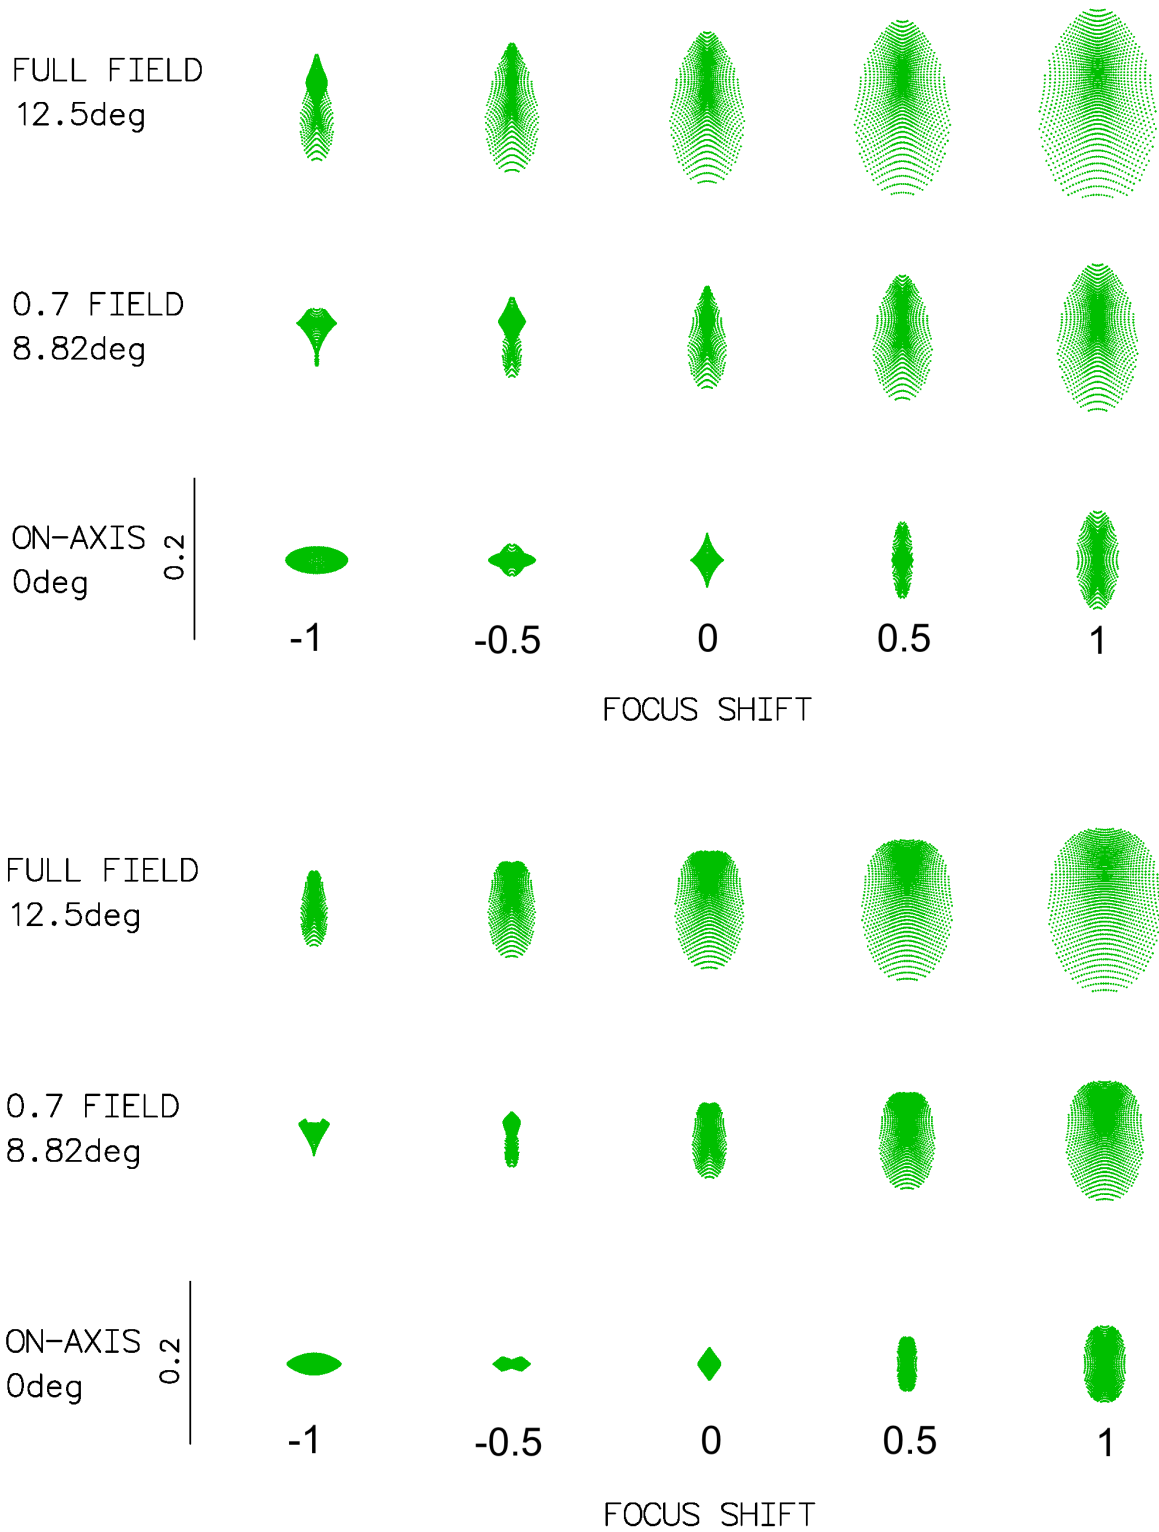 FULL FIELD
12.5deg
0.7 FIELD
8.82deg
ON-AXIS
0deg
0.2
-1 -0.5 0 0.5 1
FOCUS SHIFT
FULL FIELD
12.5deg
0.7 FIELD
8.82deg
ON-AXIS
0deg
0.2
-1 -0.5 0 0.5 1
FOCUS SHIFT